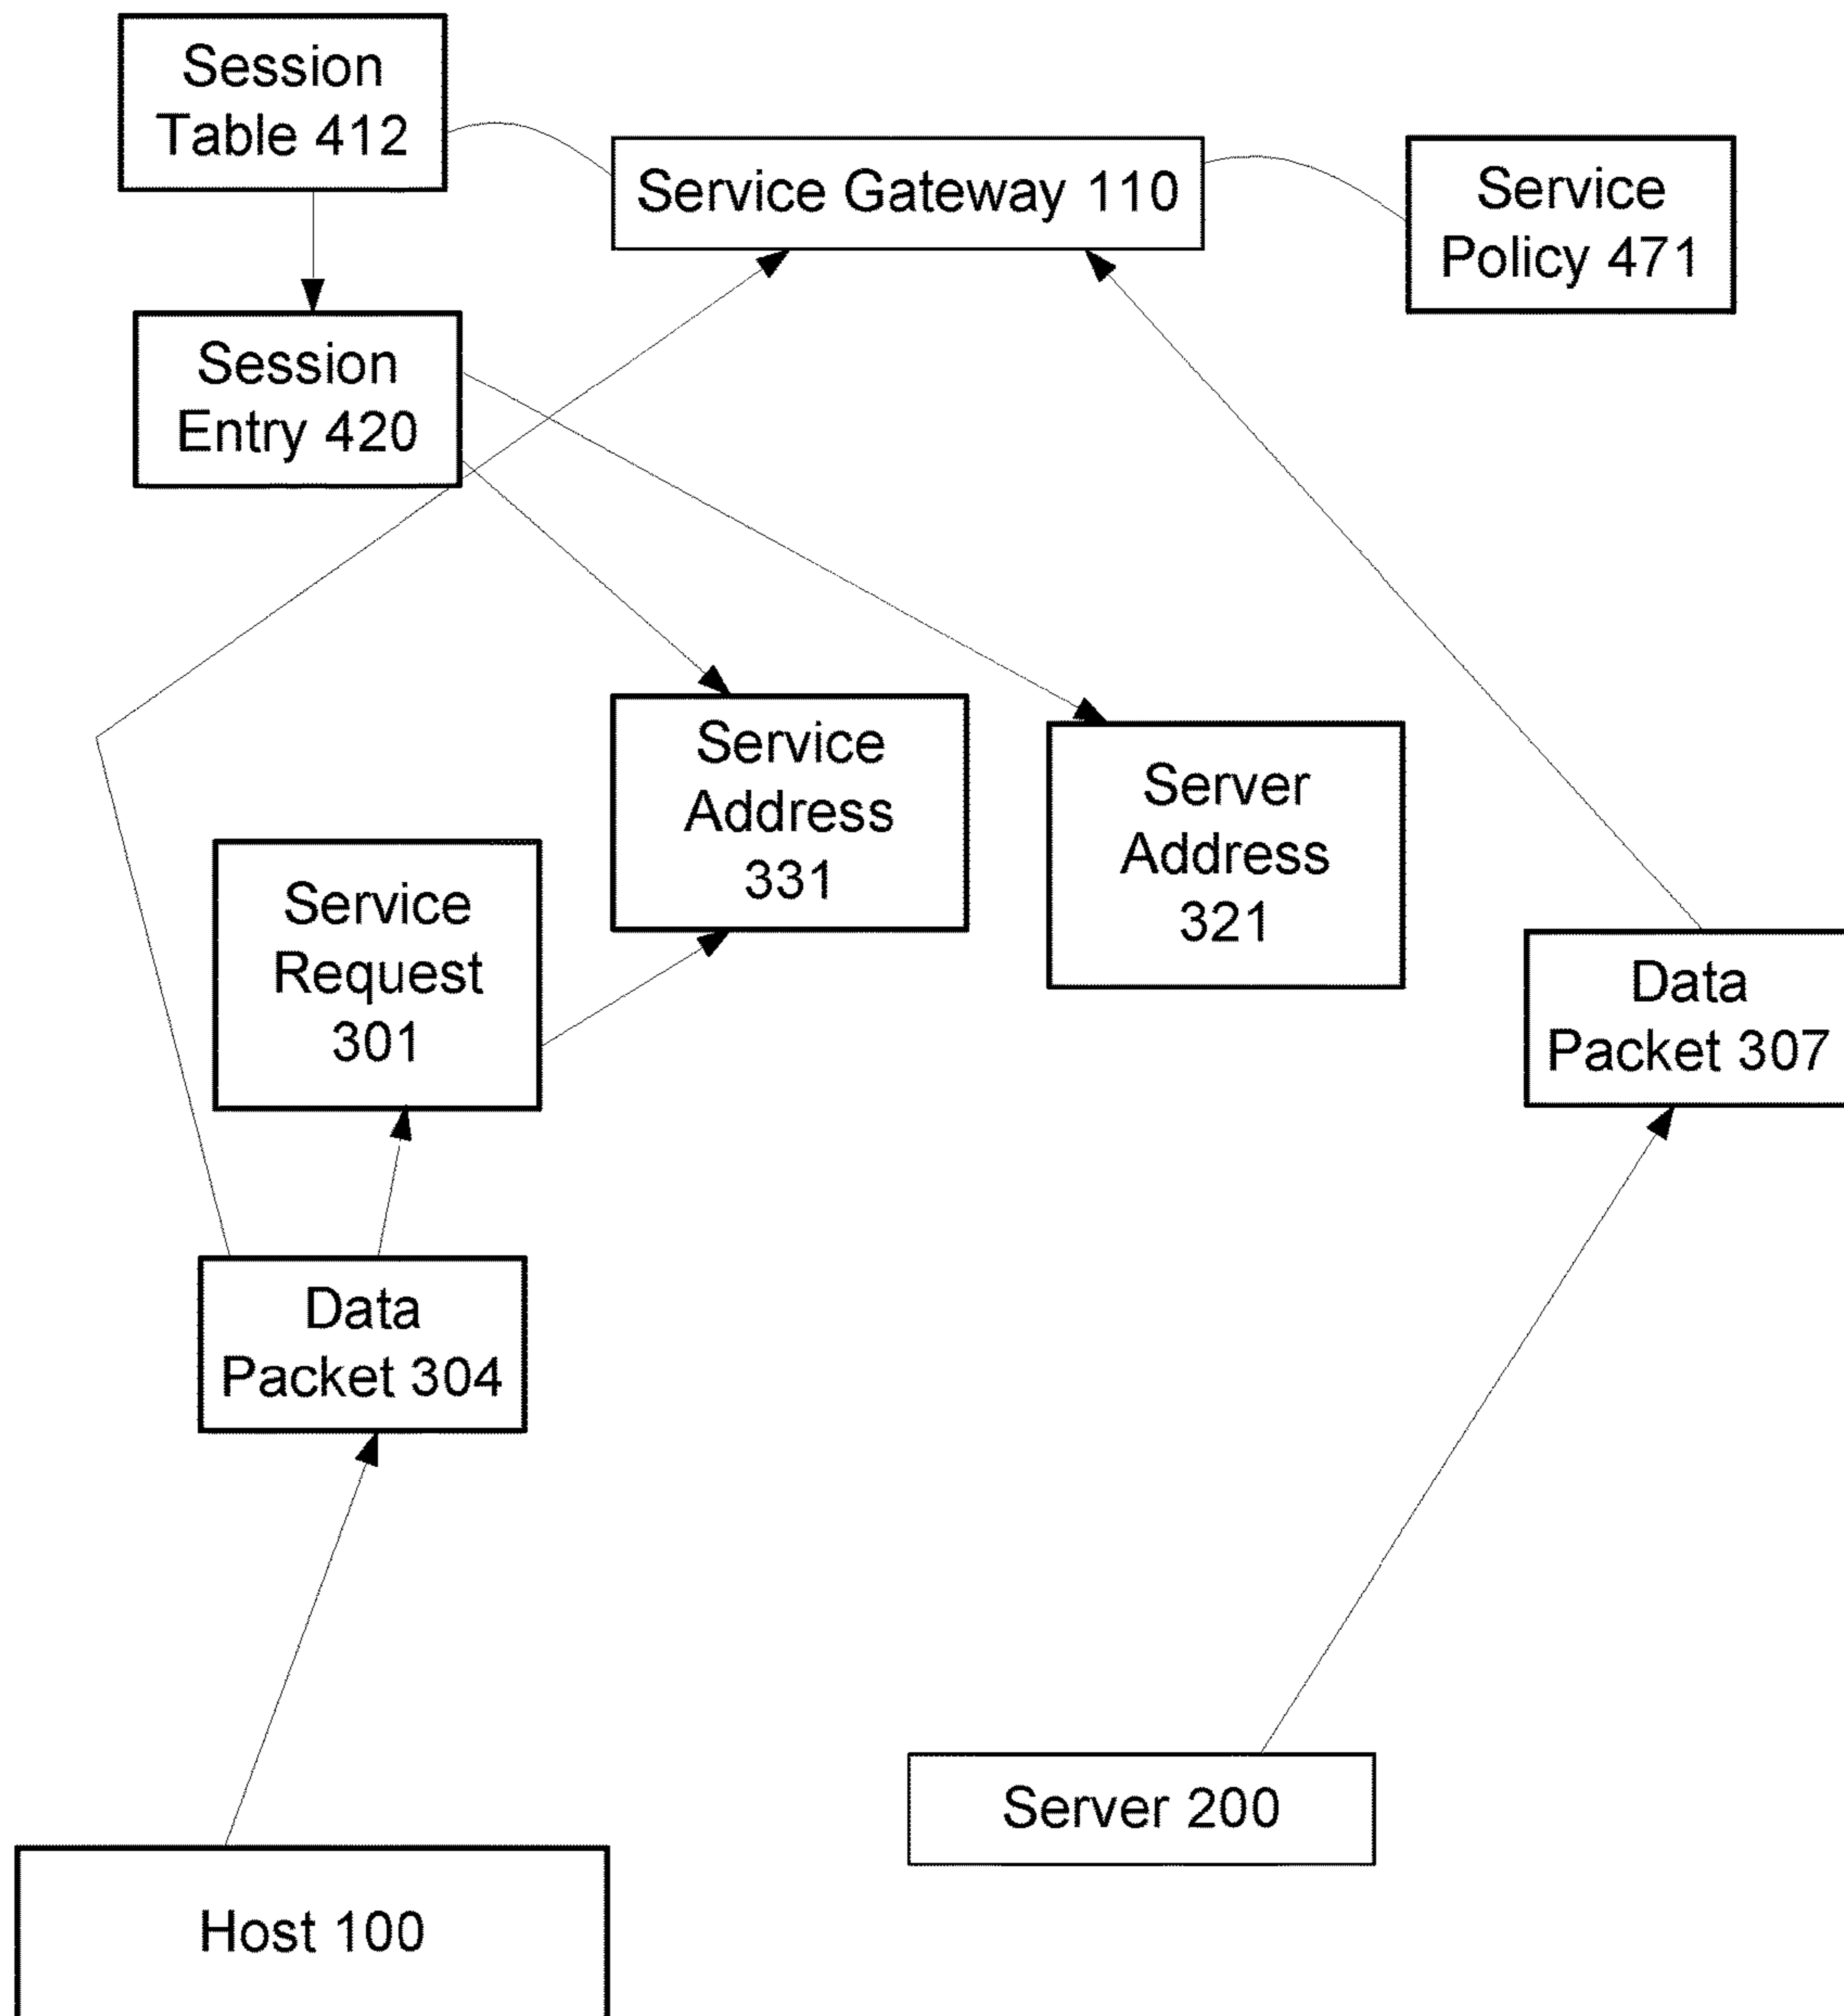 Session
Table 412
Service Gateway 110
Service
Policy 471
Session
Entry 420
Service
Address
331
Server
Address
321
Service
Request
301
Data
Packet 307
Data
Packet 304
Server 200
Host 100